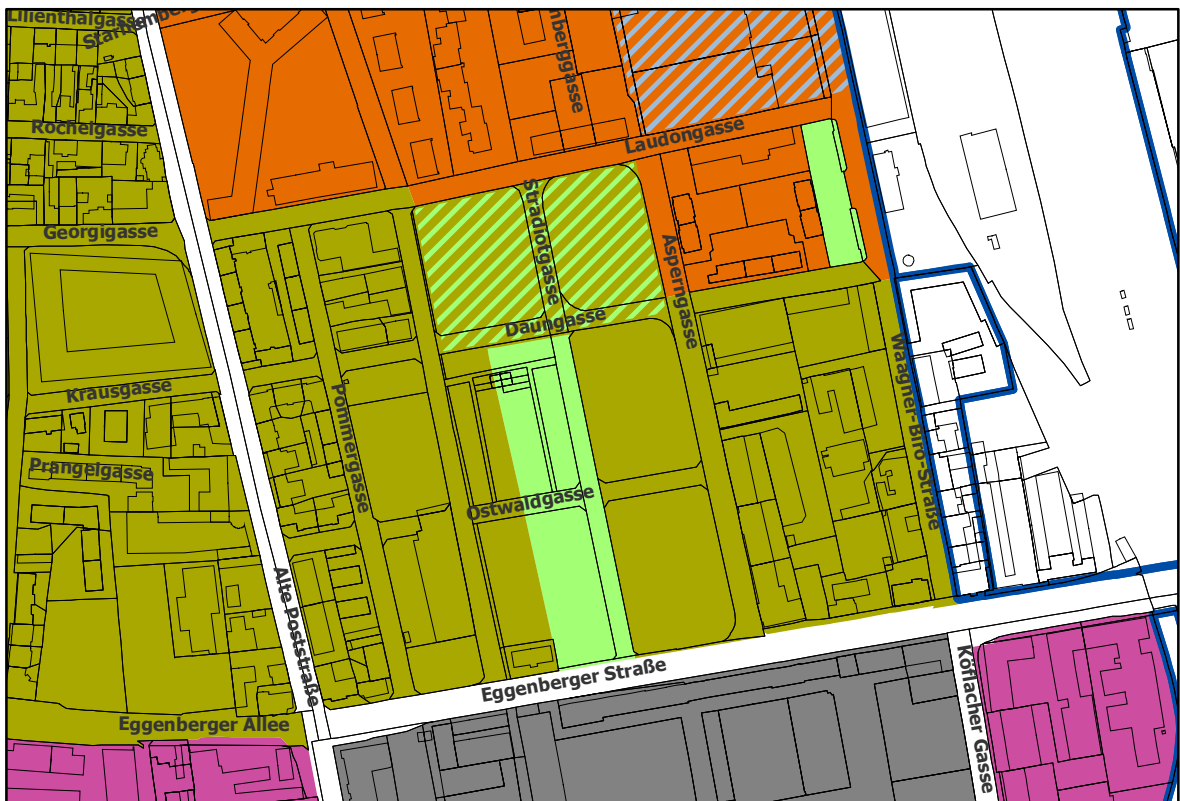 Lilienthalgasse
Rochelgasse
Laudongasse
Georgigasse
Stradiotgasse
Asperngasse
Daungasse
Krausgasse
Pommergasse
Waagner-Biro-Straße
Prangelgasse
Ostwaldgasse
Alte Poststraße
Eggenberger Straße
Köflacher Gasse
Eggenberger Allee